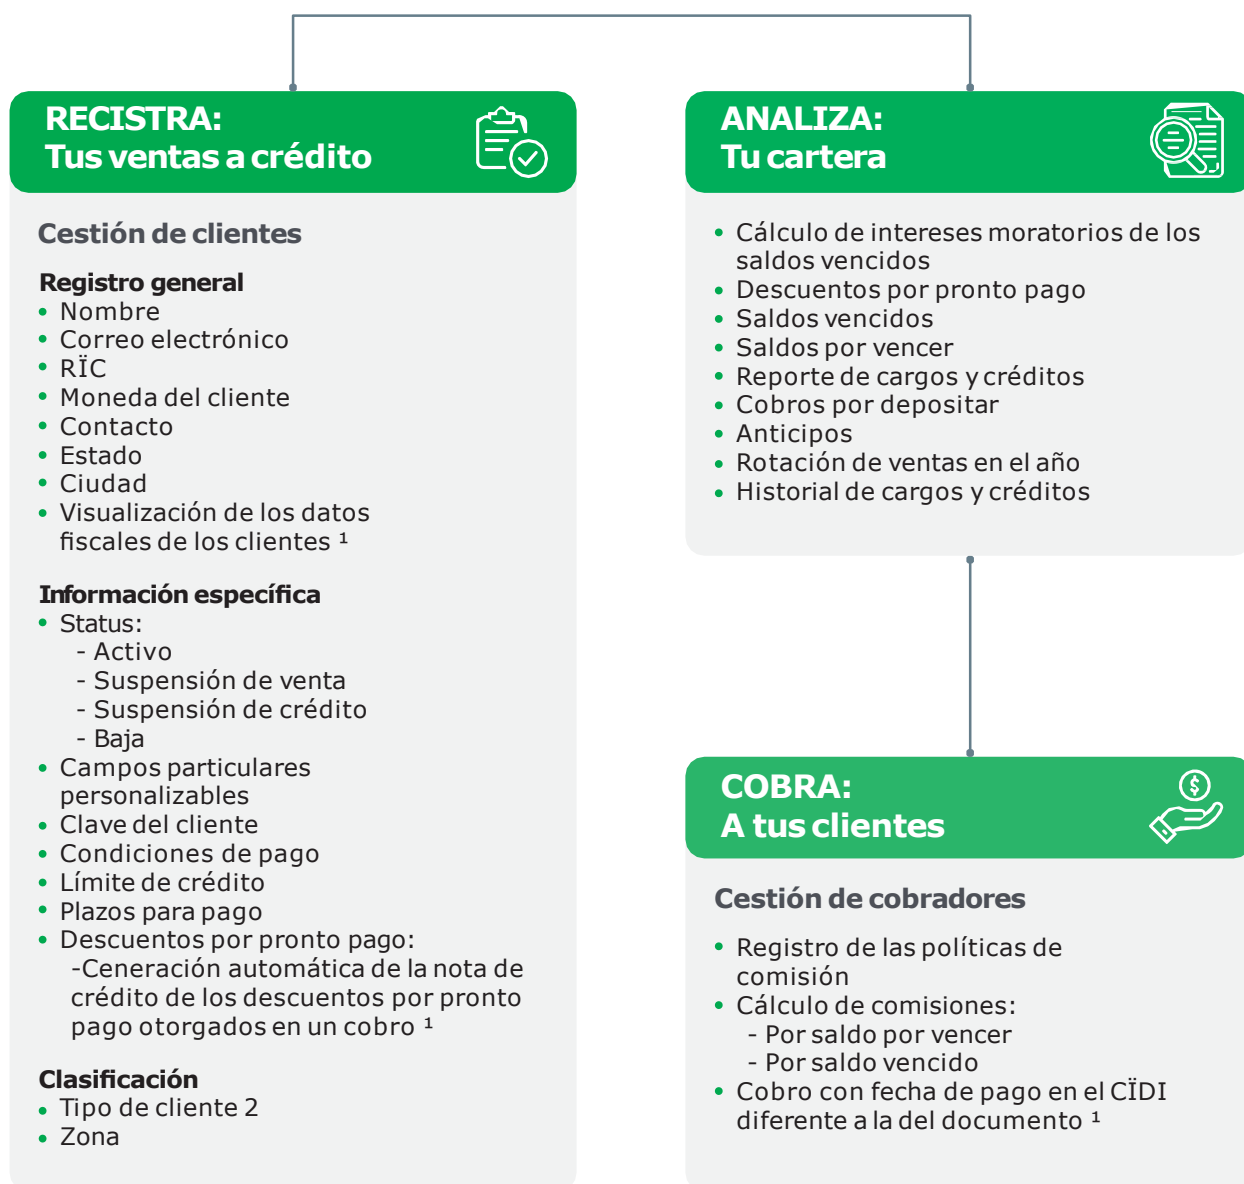 RECISTRA:
Tus ventas a crédito
Cestión de clientes
Registro general
• Nombre
• Correo electrónico
• RÏC
• Moneda del cliente
• Contacto
• Estado
• Ciudad
• Visualización de los datos
fiscales de los clientes ¹
Información específica
• Status:
- Activo
- Suspensión de venta
- Suspensión de crédito
- Baja
• Campos particulares
personalizables
• Clave del cliente
• Condiciones de pago
• Límite de crédito
• Plazos para pago
• Descuentos por pronto pago:
-Ceneración automática de la nota de
crédito de los descuentos por pronto
pago otorgados en un cobro ¹
Clasificación
• Tipo de cliente 2
• Zona
ANALIZA:
Tu cartera
• Cálculo de intereses moratorios de los
saldos vencidos
• Descuentos por pronto pago
• Saldos vencidos
• Saldos por vencer
• Reporte de cargos y créditos
• Cobros por depositar
• Anticipos
• Rotación de ventas en el año
• Historial de cargos y créditos
COBRA:
A tus clientes
$
Cestión de cobradores
• Registro de las políticas de
comisión
• Cálculo de comisiones:
- Por saldo por vencer
- Por saldo vencido
• Cobro con fecha de pago en el CÏDI
diferente a la del documento ¹